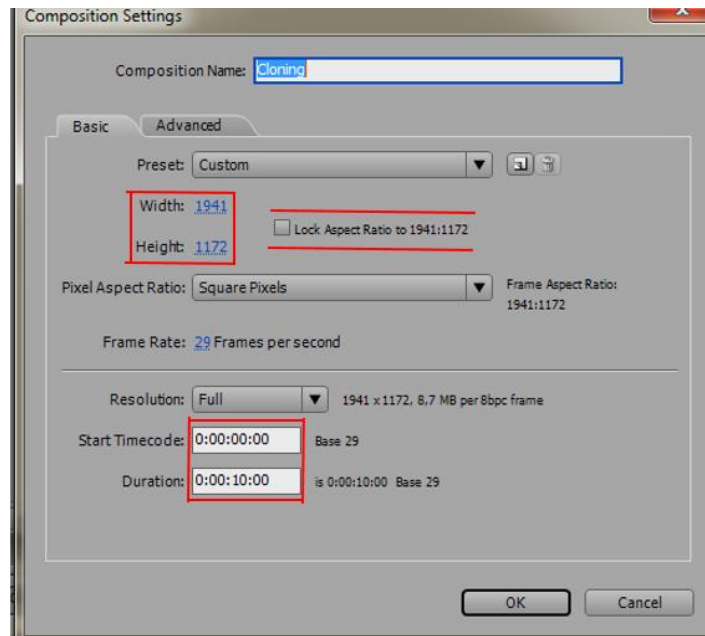 Composition Settings
Composition Name: Cloning
Basic Advanced
Preset: Custom
Width: 1941
Lock Aspect Ratio to 1941:1172
Height: 1172
Pixel Aspect Ratio: Square Pixels
Frame Aspect Ratio:
1941:1172
Frame Rate: 29 Frames per second
Resolution: Full 1941 x 1172, 8,7 MB per 8bpc frame
Start Timecode: 0:00:00:00 Base 29
Duration: 0:00:10:00 is 0:00:10:00 Base 29
OK Cancel